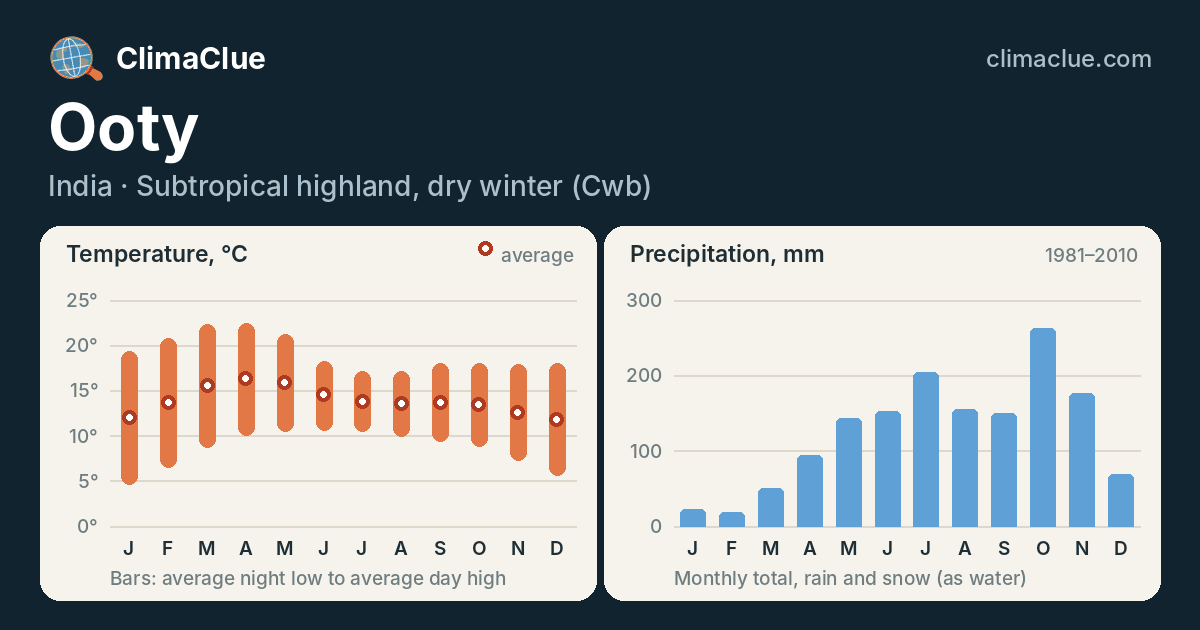 ClimaClue
climaclue.com
Ooty
India · Subtropical highland, dry winter (Cwb)
Temperature, °C
average
25°
20°
15°
10°
5°
0°
J F M A M J J A S O N D
Bars: average night low to average day high
Precipitation, mm
1981–2010
300
200
100
0
J F M A M J J A S O N D
Monthly total, rain and snow (as water)